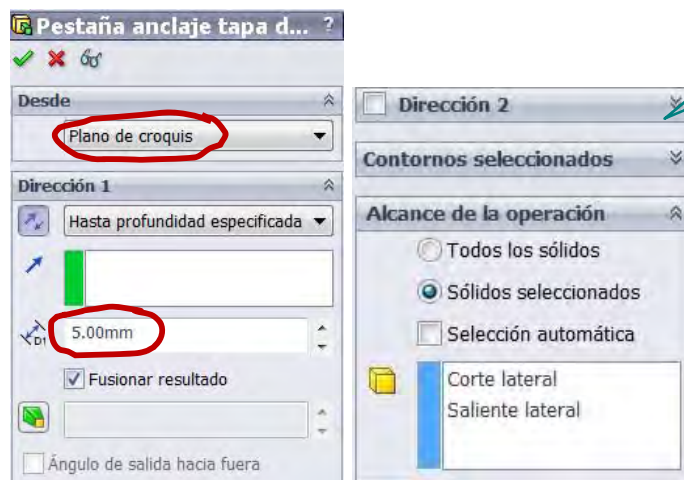 Pestaña anclaje tapa d... ?
Desde
Plano de croquis
Dirección 1
Hasta profundidad especificada
D1
5.00mm
Fusionar resultado
Ángulo de salida hacia fuera
Dirección 2
Contornos seleccionados
Alcance de la operación
Todos los sólidos
Sólidos seleccionados
Selección automática
Corte lateral
Saliente lateral